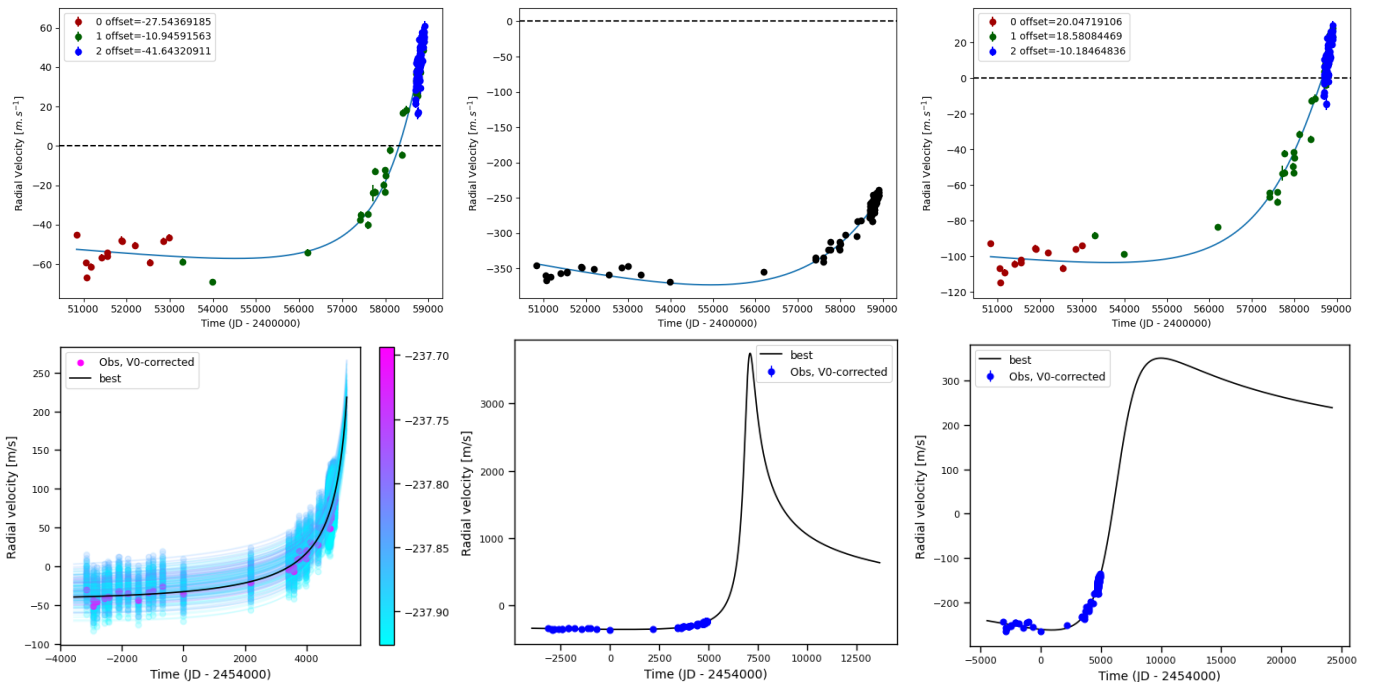 0 offset=-27.54369185
1 offset=-10.94591563
2 offset=-41.64320911
60
40
20
0
−20
−40
−60
Radial Velocity [m.s⁻¹]
51000 52000 53000 54000 55000 56000 57000 58000 59000
Time (JD - 2400000)
0
−50
−100
−150
−200
−250
−300
−350
Radial Velocity [m.s⁻¹]
51000 52000 53000 54000 55000 56000 57000 58000 59000
Time (JD - 2400000)
0 offset=20.04719106
1 offset=18.58084469
2 offset=-10.18464836
20
0
−20
−40
−60
−80
−100
−120
Radial Velocity [m.s⁻¹]
51000 52000 53000 54000 55000 56000 57000 58000 59000
Time (JD - 2400000)
Obs, V0-corrected
best
250
200
150
100
50
0
−50
−100
Radial velocity [m/s]
−4000 −2000 0 2000 4000
Time (JD - 2454000)
−237.70
−237.75
−237.80
−237.85
−237.90
best
Obs, V0-corrected
3000
2000
1000
0
Radial velocity [m/s]
−2500 0 2500 5000 7500 10000 12500
Time (JD - 2454000)
best
Obs, V0-corrected
300
200
100
0
−100
−200
Radial velocity [m/s]
−5000 0 5000 10000 15000 20000 25000
Time (JD - 2454000)